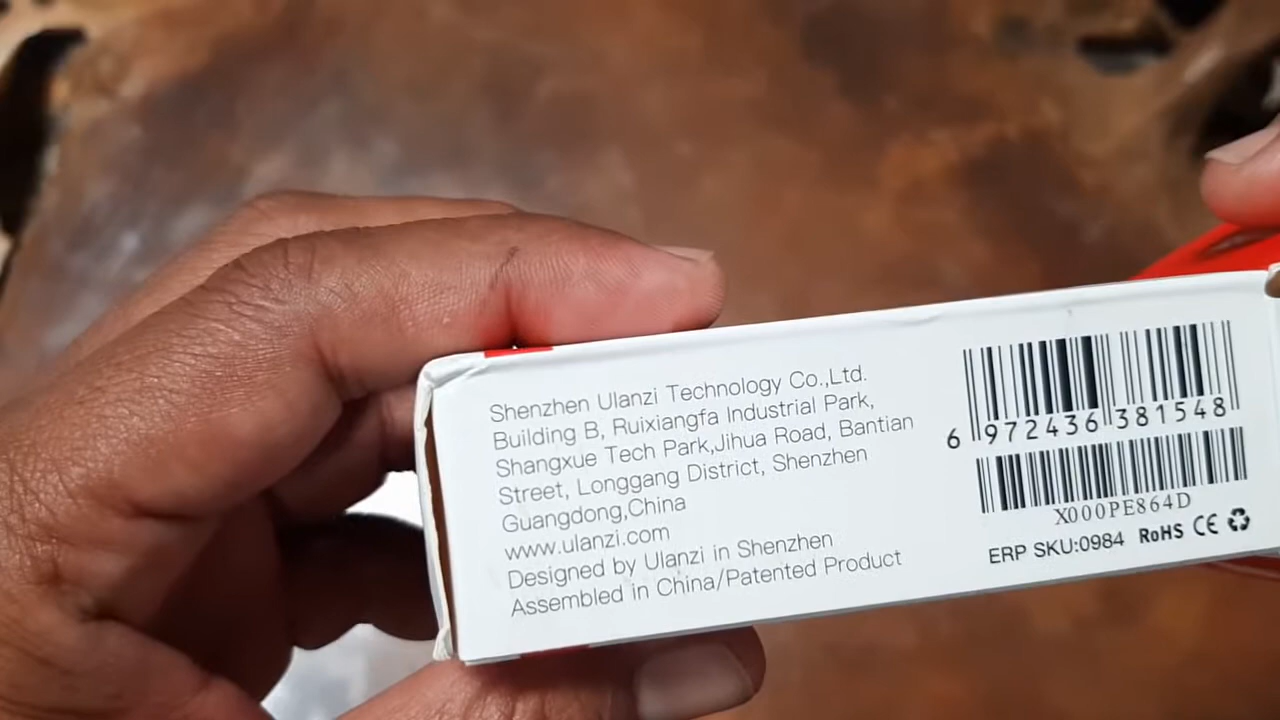 Shenzhen Ulanzi Technology Co.,Ltd.
Building B, Ruixiangfa Industrial Park,
Shangxue Tech Park,Jihua Road, Bantian
Street, Longgang District, Shenzhen
Guangdong,China
www.ulanzi.com
Designed by Ulanzi in Shenzhen
Assembled in China/Patented Product
6 972436 381548
X000PE864D
ERP SKU:0984 RoHS CE